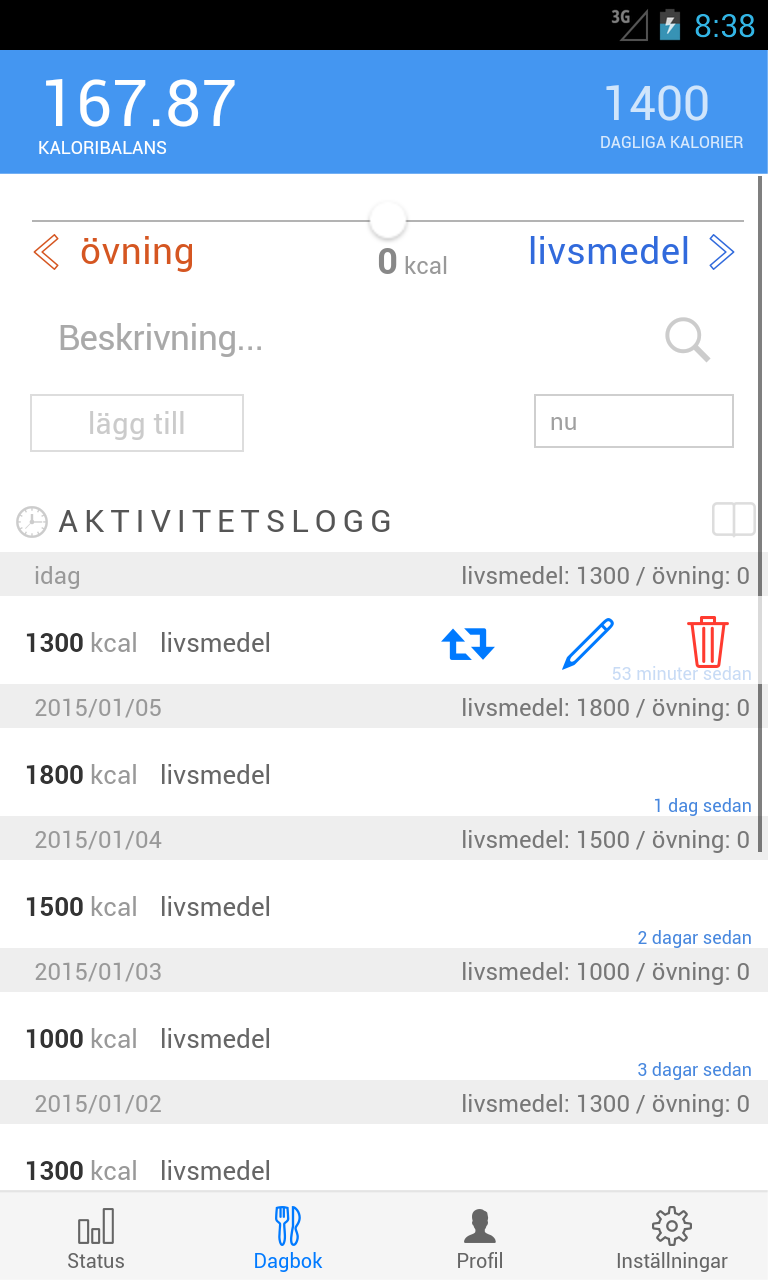 3G 8:38
167.87 1400
KALORIBALANS DAGLIGA KALORIER
övning 0 kcal livsmedel
Beskrivning...
lägg till nu
AKTIVITETSLOGG
idag livsmedel: 1300 / övning: 0
1300 kcal livsmedel
53 minuter sedan
2015/01/05 livsmedel: 1800 / övning: 0
1800 kcal livsmedel
1 dag sedan
2015/01/04 livsmedel: 1500 / övning: 0
1500 kcal livsmedel
2 dagar sedan
2015/01/03 livsmedel: 1000 / övning: 0
1000 kcal livsmedel
3 dagar sedan
2015/01/02 livsmedel: 1300 / övning: 0
1300 kcal livsmedel
Status Dagbok Profil Inställningar